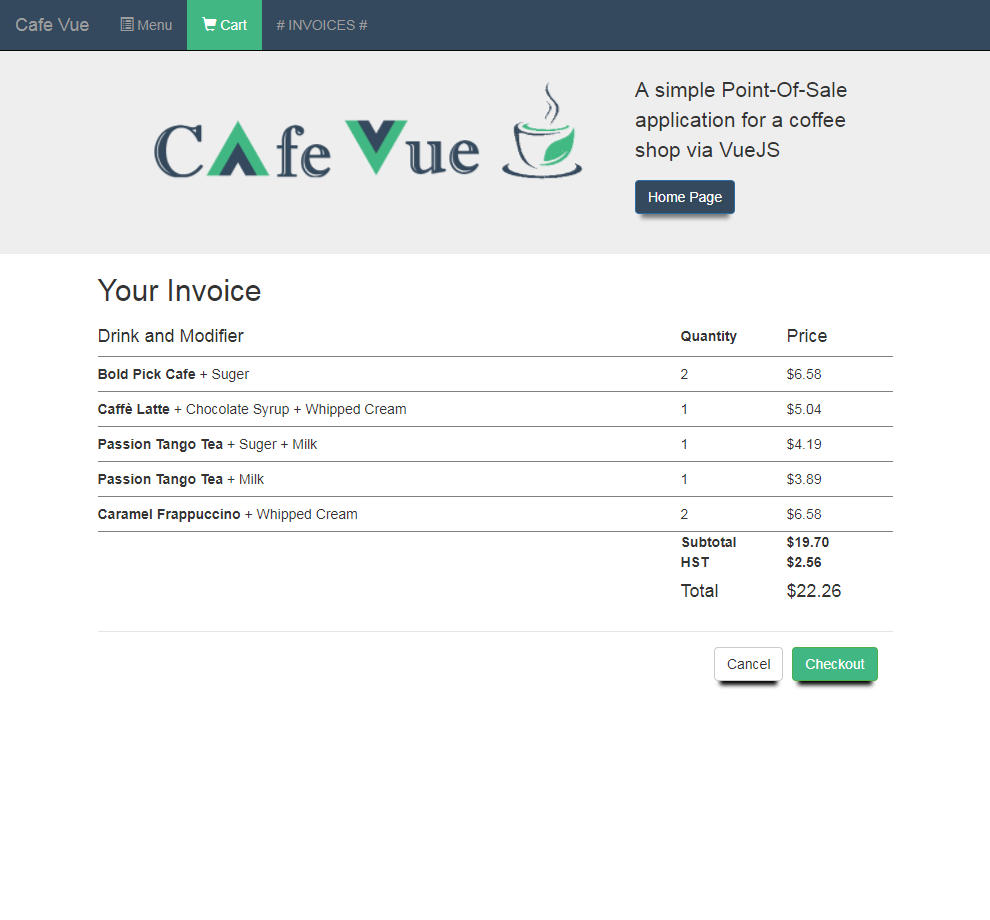 Cafe Vue Menu Cart # INVOICES #
CAfe Vue
A simple Point-Of-Sale
application for a coffee
shop via VueJS
Home Page
Your Invoice
Drink and Modifier Quantity Price
Bold Pick Cafe + Suger 2 $6.58
Caffè Latte + Chocolate Syrup + Whipped Cream 1 $5.04
Passion Tango Tea + Suger + Milk 1 $4.19
Passion Tango Tea + Milk 1 $3.89
Caramel Frappuccino + Whipped Cream 2 $6.58
Subtotal $19.70
HST $2.56
Total $22.26
Cancel Checkout